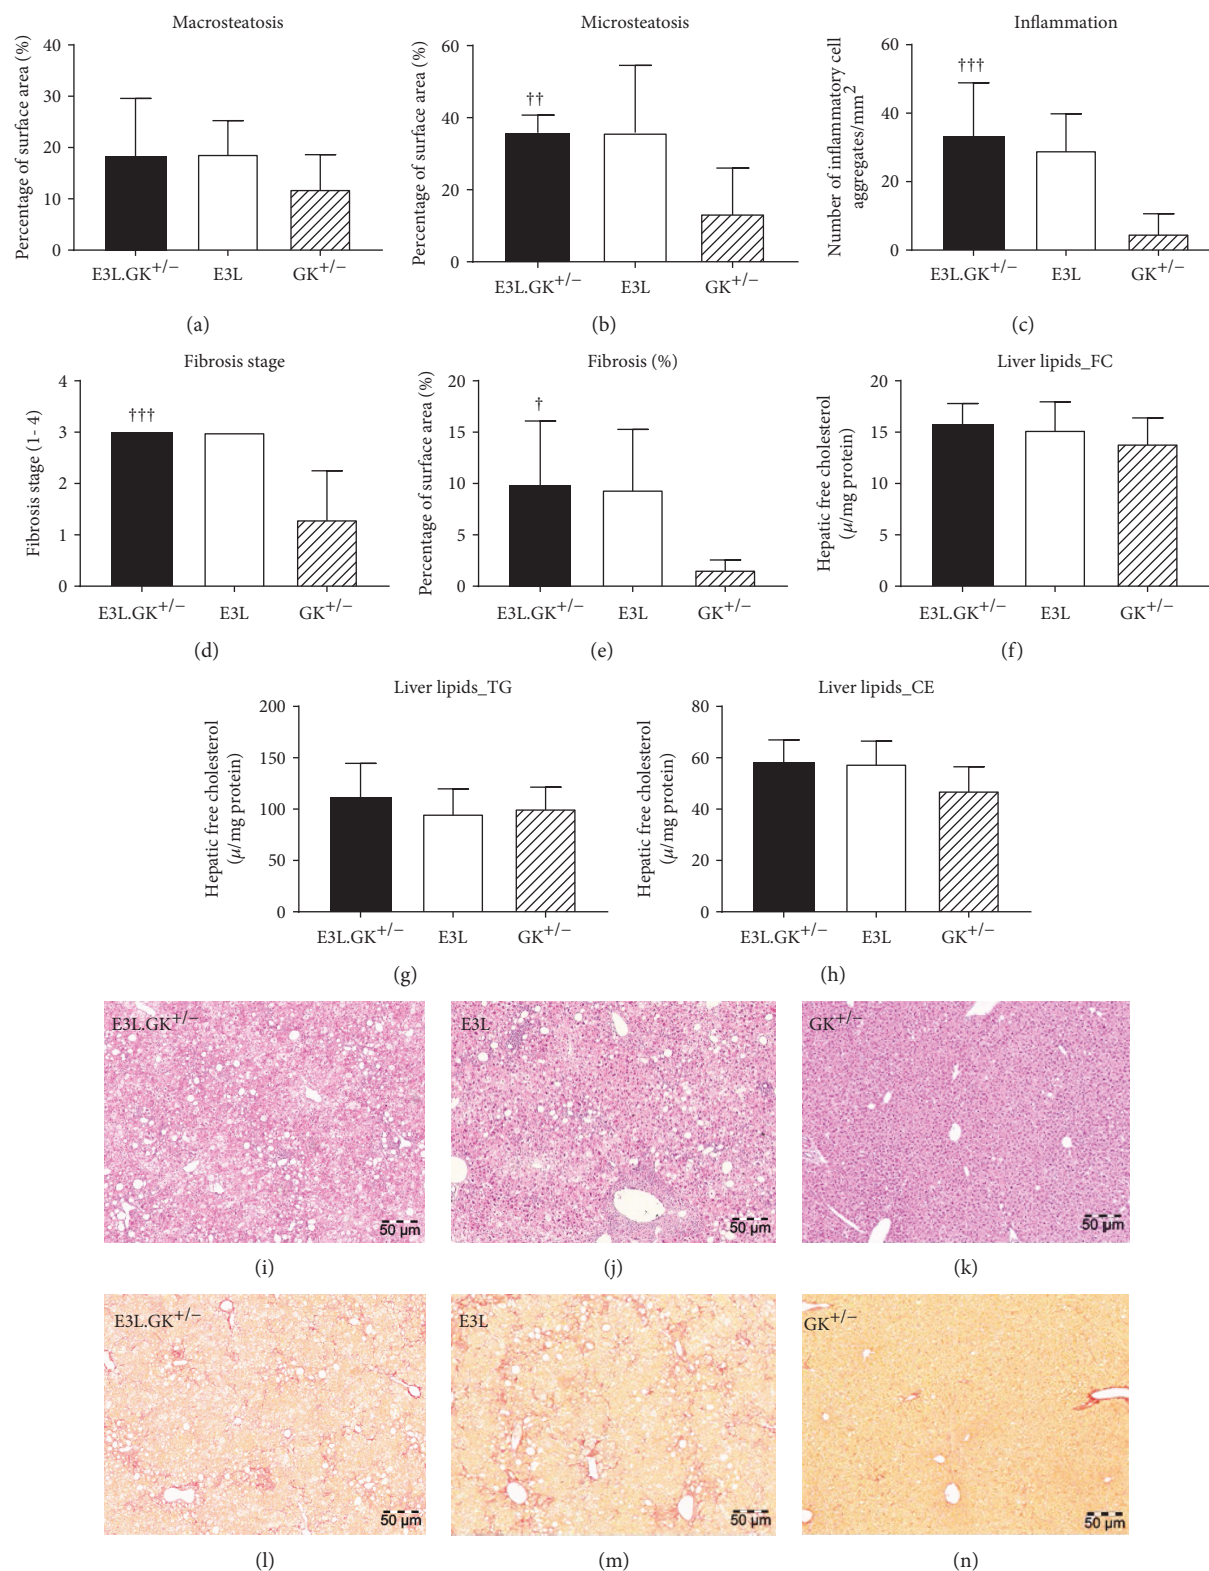 Macrosteatosis
Percentage of surface area (%)
40
30
20
10
0
E3L.GK+/− E3L GK+/−
(a)
Microsteatosis
Percentage of surface area (%)
60
40
20
0
††
E3L.GK+/− E3L GK+/−
(b)
Inflammation
Number of inflammatory cell
aggregates/mm2
60
40
20
0
†††
E3L.GK+/− E3L GK+/−
(c)
Fibrosis stage
Fibrosis stage (1- 4)
4
3
2
1
0
†††
E3L.GK+/− E3L GK+/−
(d)
Fibrosis (%)
Percentage of surface area (%)
20
15
10
5
0
†
E3L.GK+/− E3L GK+/−
(e)
Liver lipids_FC
Hepatic free cholesterol
(μ/mg protein)
20
15
10
5
0
E3L.GK+/− E3L GK+/−
(f)
Liver lipids_TG
Hepatic free cholesterol
(μ/mg protein)
200
150
100
50
0
E3L.GK+/− E3L GK+/−
(g)
Liver lipids_CE
Hepatic free cholesterol
(μ/mg protein)
80
60
40
20
0
E3L.GK+/− E3L GK+/−
(h)
E3L.GK+/−
50 μm
(i)
E3L
50 μm
(j)
GK+/−
50 μm
(k)
E3L.GK+/−
50 μm
(l)
E3L
50 μm
(m)
GK+/−
50 μm
(n)